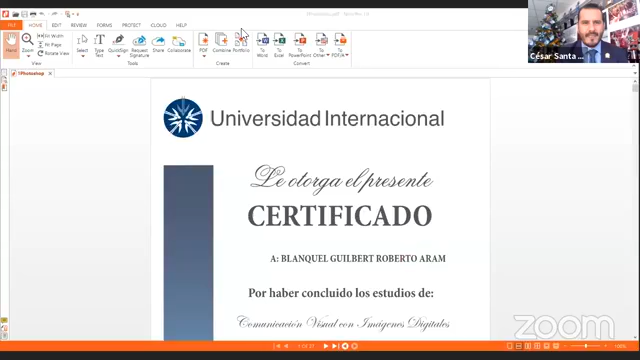 FILE HOME EDIT REVIEW FORMS PROTECT CLOUD HELP
Hand Zoom Fit Width Fit Page Rotate View Select Type Text QuickSign Request Signature Share Comments PDF Combine Portfolio To Word To Excel To PowerPoint To Other To PDF/A
View Tools Create Convert
1Photoshop
César Santa
Universidad Internacional
Le otorga el presente
CERTIFICADO
A: BLANQUEL GUILBERT ROBERTO ARAM
Por haber concluido los estudios de:
Comunicación Visual con Imágenes Digitales
zoom